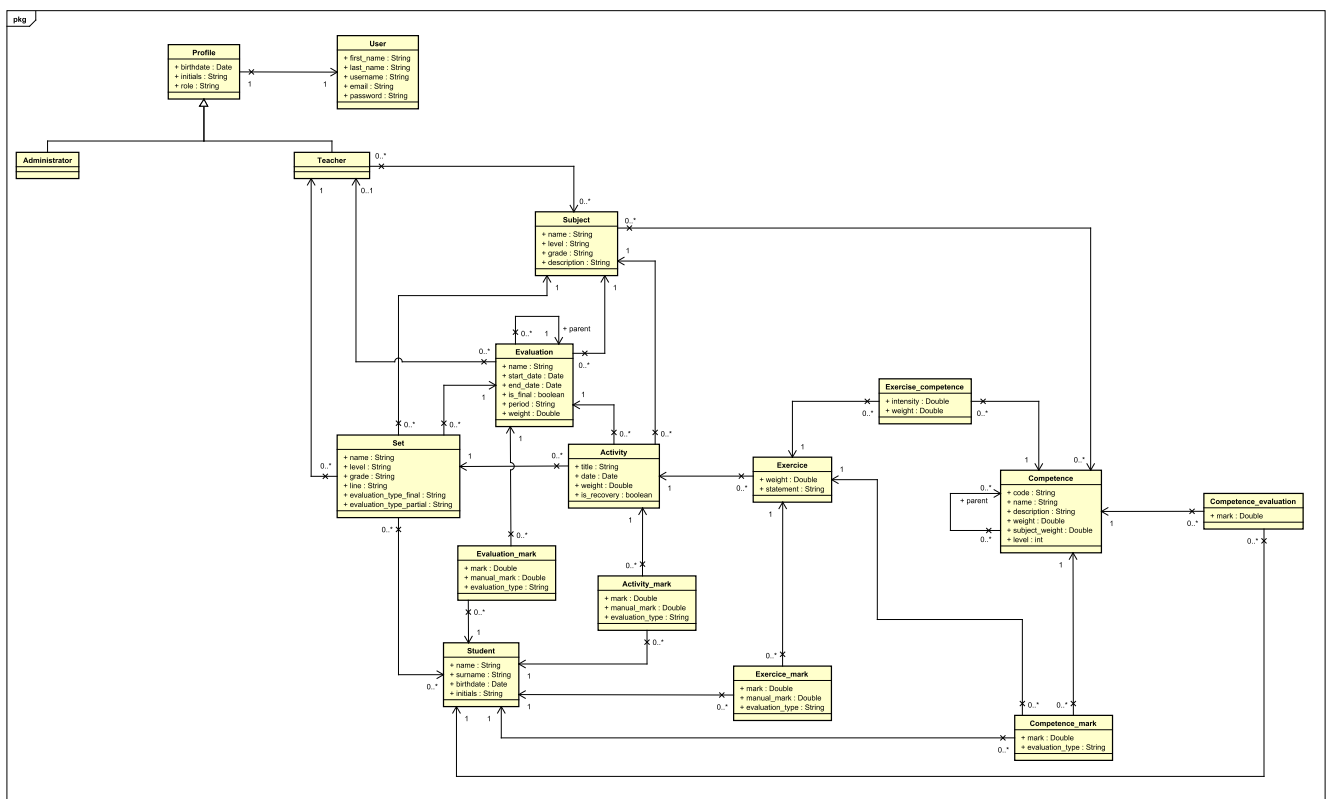 pkg
Profile
+ birthdate : Date
+ initials : String
+ role : String
1
1
User
+ first_name : String
+ last_name : String
+ username : String
+ email : String
+ password : String
Administrator
Teacher
0..*
1
0..1
0..*
Subject
+ name : String
+ level : String
+ grade : String
+ description : String
0..*
1
1
1
0..*
1
+ parent
0..*
0..*
Evaluation
+ name : String
+ start_date : Date
+ end_date : Date
+ is_final : boolean
+ period : String
+ weight : Double
1
1
0..*
0..*
0..*
0..*
1
Exercise_competence
+ intensity : Double
+ weight : Double
0..*
0..*
Set
+ name : String
+ level : String
+ grade : String
+ line : String
+ evaluation_type_final : String
+ evaluation_type_partial : String
0..*
1
0..*
0..*
Activity
+ title : String
+ date : Date
+ weight : Double
+ is_recovery : boolean
1
0..*
1
Exercice
+ weight : Double
+ statement : String
1
1
1
1
0..*
Competence
+ code : String
+ name : String
+ description : String
+ weight : Double
+ subject_weight : Double
+ level : int
0..*
+ parent
0..*
1
1
Competence_evaluation
+ mark : Double
0..*
0..*
Evaluation_mark
+ mark : Double
+ manual_mark : Double
+ evaluation_type : String
0..*
0..*
1
Activity_mark
+ mark : Double
+ manual_mark : Double
+ evaluation_type : String
0..*
0..*
Student
+ name : String
+ surname : String
+ birthdate : Date
+ initials : String
0..*
1
1
1
1
Exercice_mark
+ mark : Double
+ manual_mark : Double
+ evaluation_type : String
0..*
0..*
Competence_mark
+ mark : Double
+ evaluation_type : String
0..*
0..*
0..*